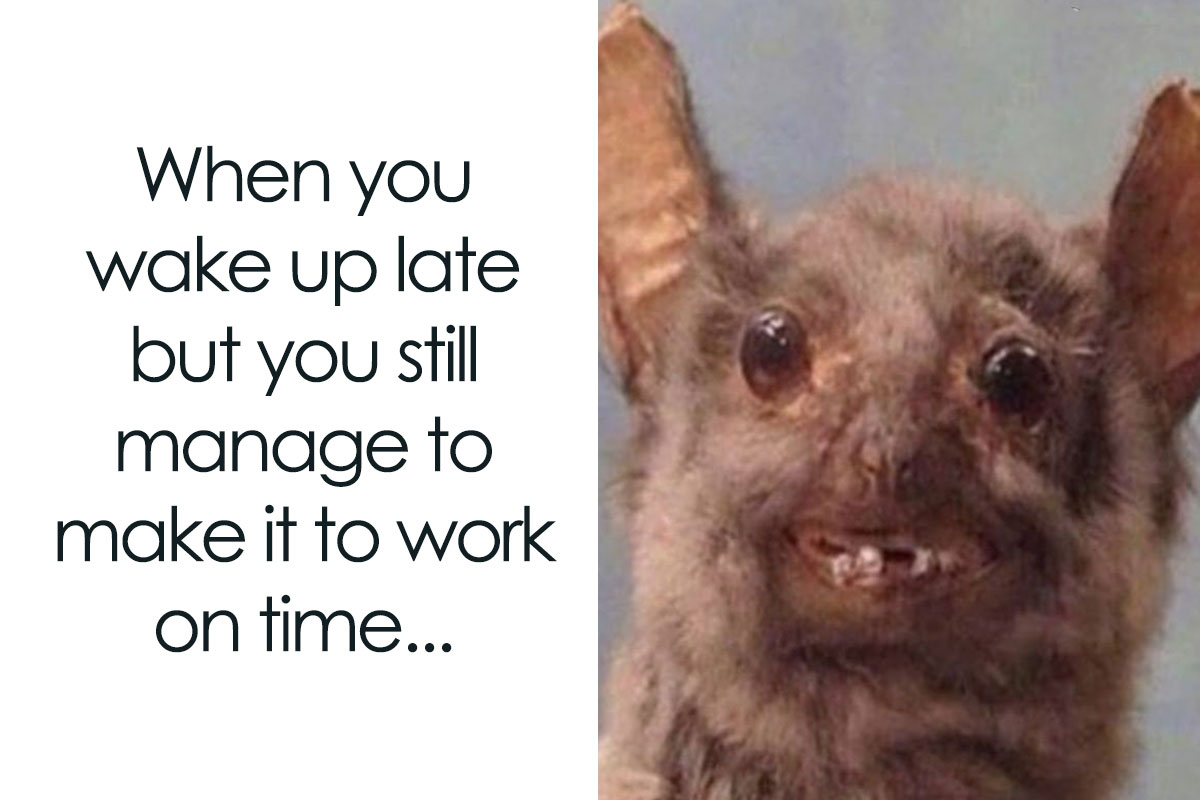 When you
wake up late
but you still
manage to
make it to work
on time...